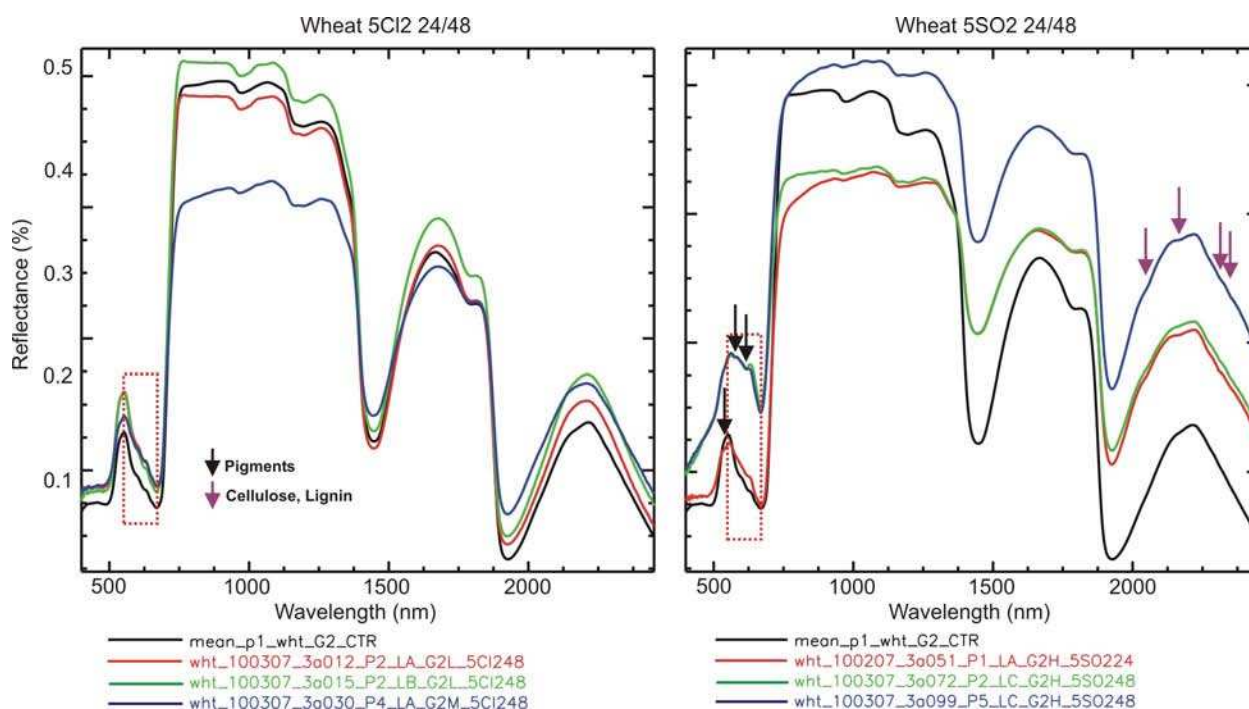 Wheat 5Cl2 24/48
Wheat 5SO2 24/48
Reflectance (%)
0.5
0.4
0.3
0.2
0.1
Pigments
Cellulose, Lignin
500 1000 1500 2000
500 1000 1500 2000
Wavelength (nm)
Wavelength (nm)
mean_p1_wht_G2_CTR
wht_100307_3a012_P2_LA_G2L_5Cl248
wht_100307_3a015_P2_LB_G2L_5Cl248
wht_100307_3a030_P4_LA_G2M_5Cl248
mean_p1_wht_G2_CTR
wht_100207_3a051_P1_LA_G2H_5SO224
wht_100307_3a072_P2_LC_G2H_5SO248
wht_100307_3a099_P5_LC_G2H_5SO248